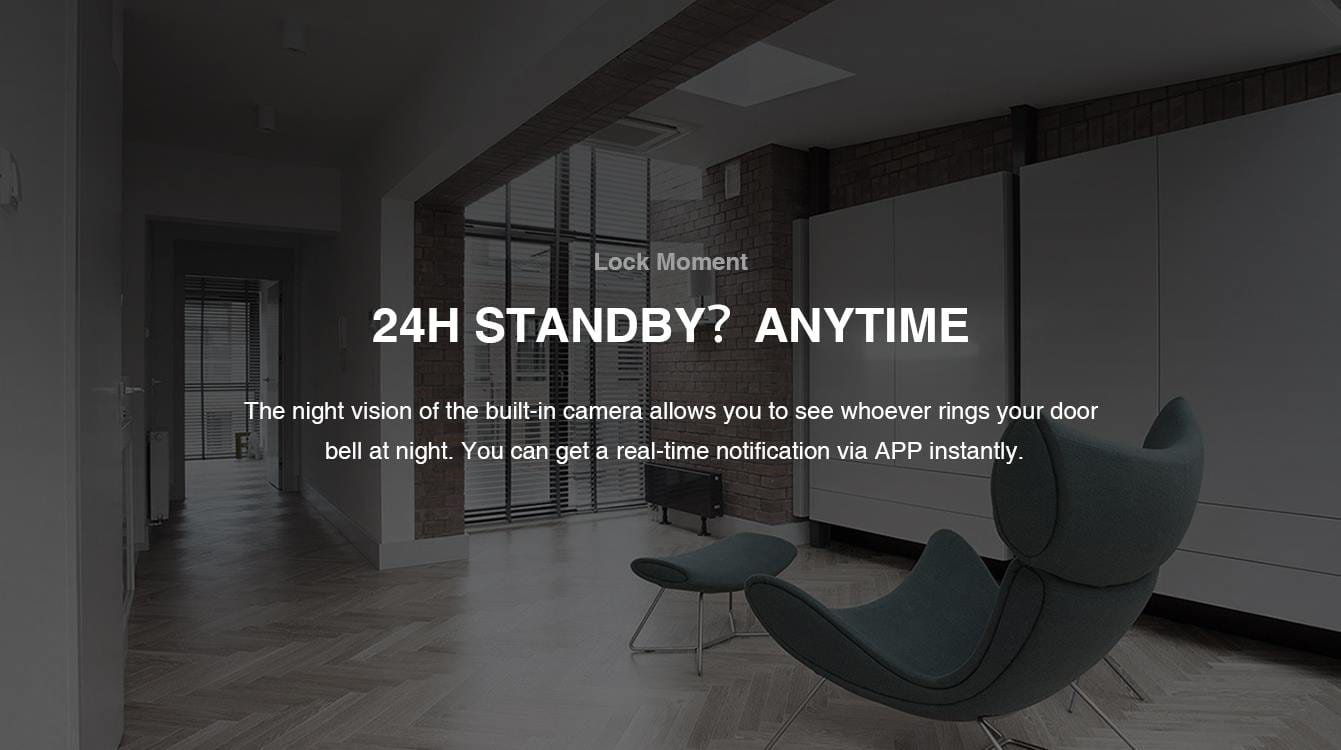 Lock Moment
24H STANDBY？ANYTIME
The night vision of the built-in camera allows you to see whoever rings your door
bell at night. You can get a real-time notification via APP instantly.